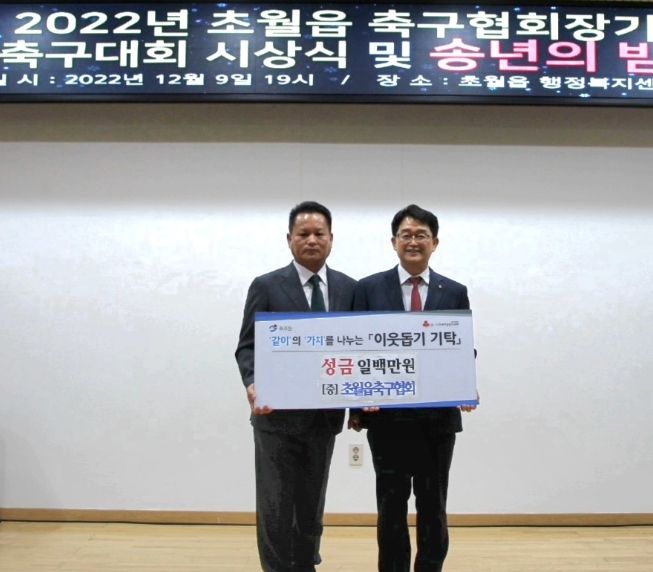 2022년 초월읍 축구협회장기
축구대회 시상식 및 송년의 밤
일 시 : 2022년 12월 9일 19시 / 장 소 : 초월읍 행정복지센
'같이'의 '가치'를 나누는 「이웃돕기 기탁」
성금 일백만원
[증] 초월읍축구협회